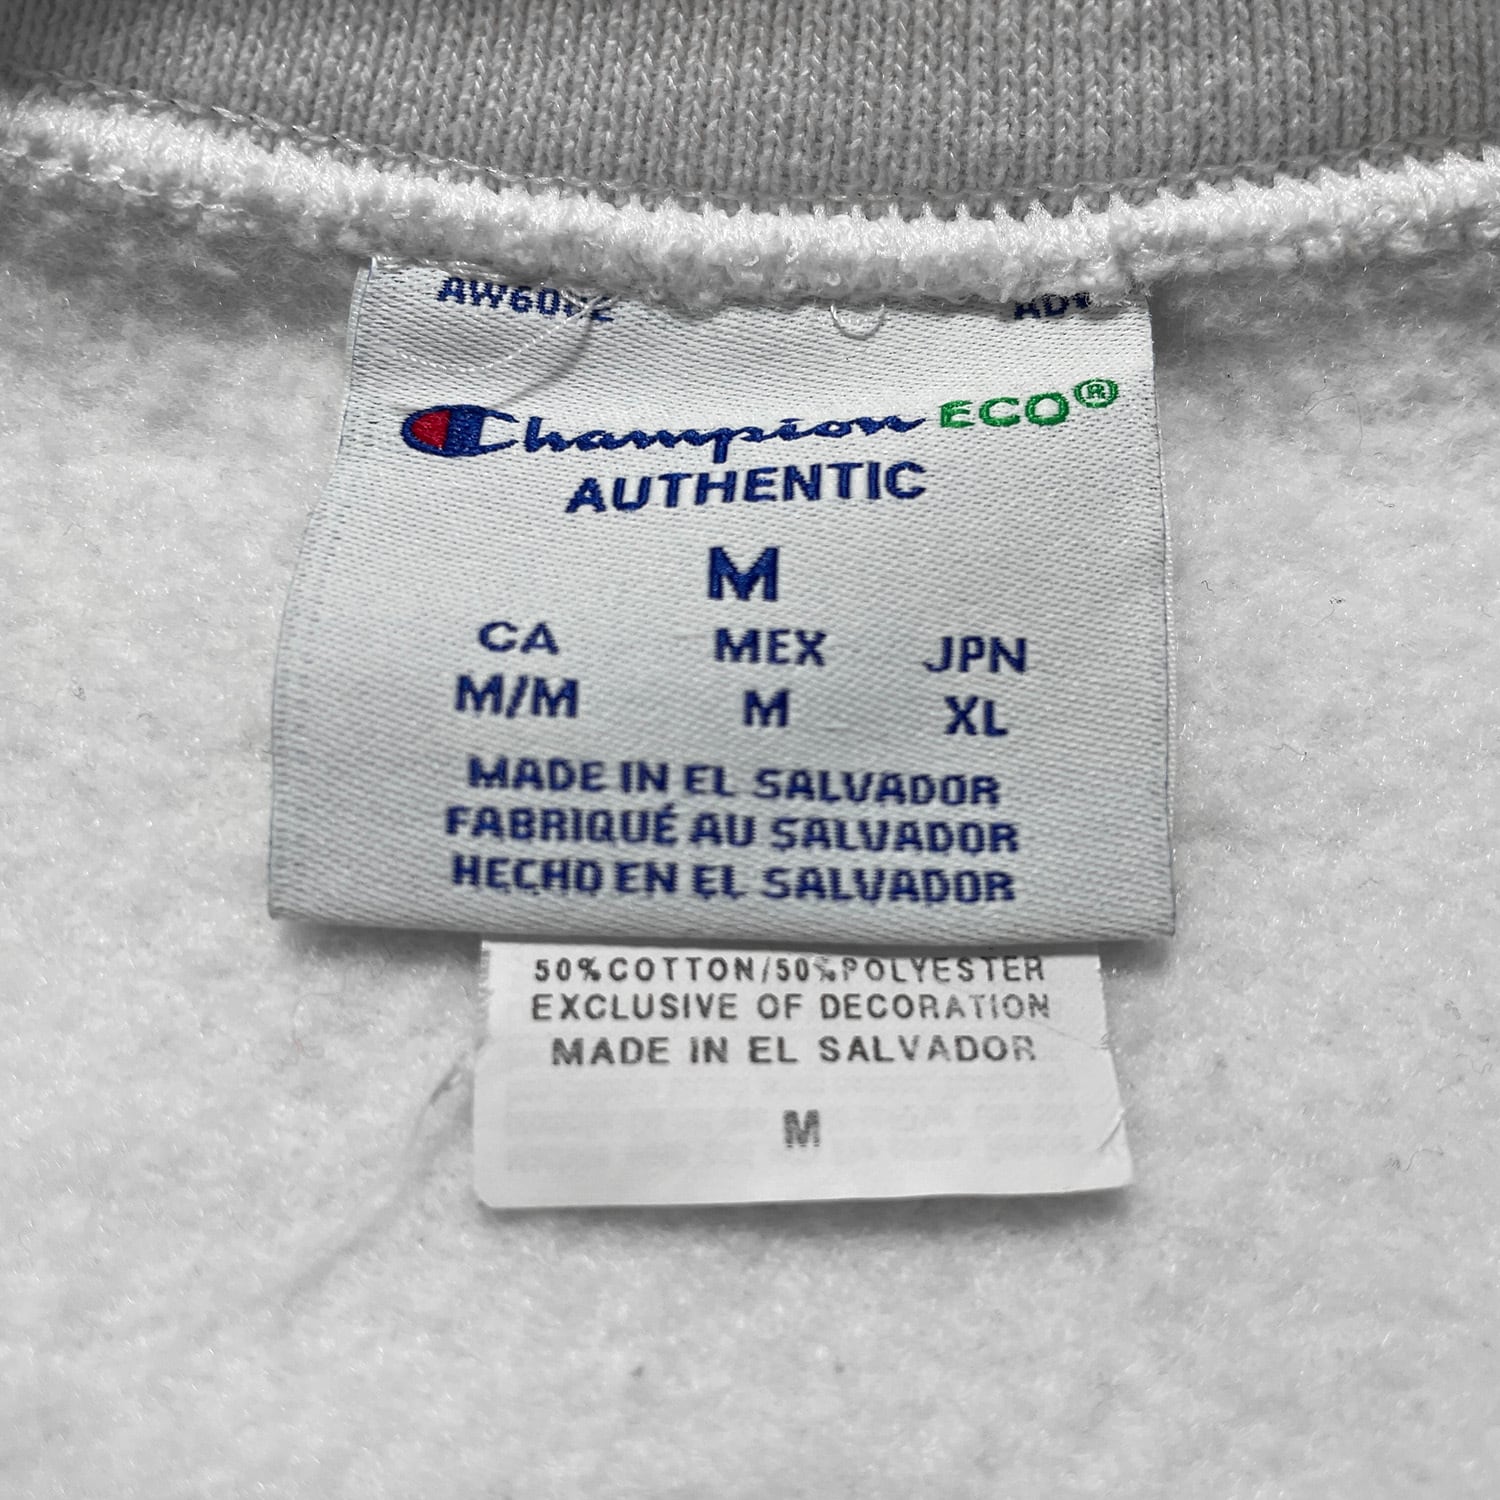 Champion ECO®
AUTHENTIC
M
CA MEX JPN
M/M M XL
MADE IN EL SALVADOR
FABRIQUÉ AU SALVADOR
HECHO EN EL SALVADOR
50%COTTON/50%POLYESTER
EXCLUSIVE OF DECORATION
MADE IN EL SALVADOR
M